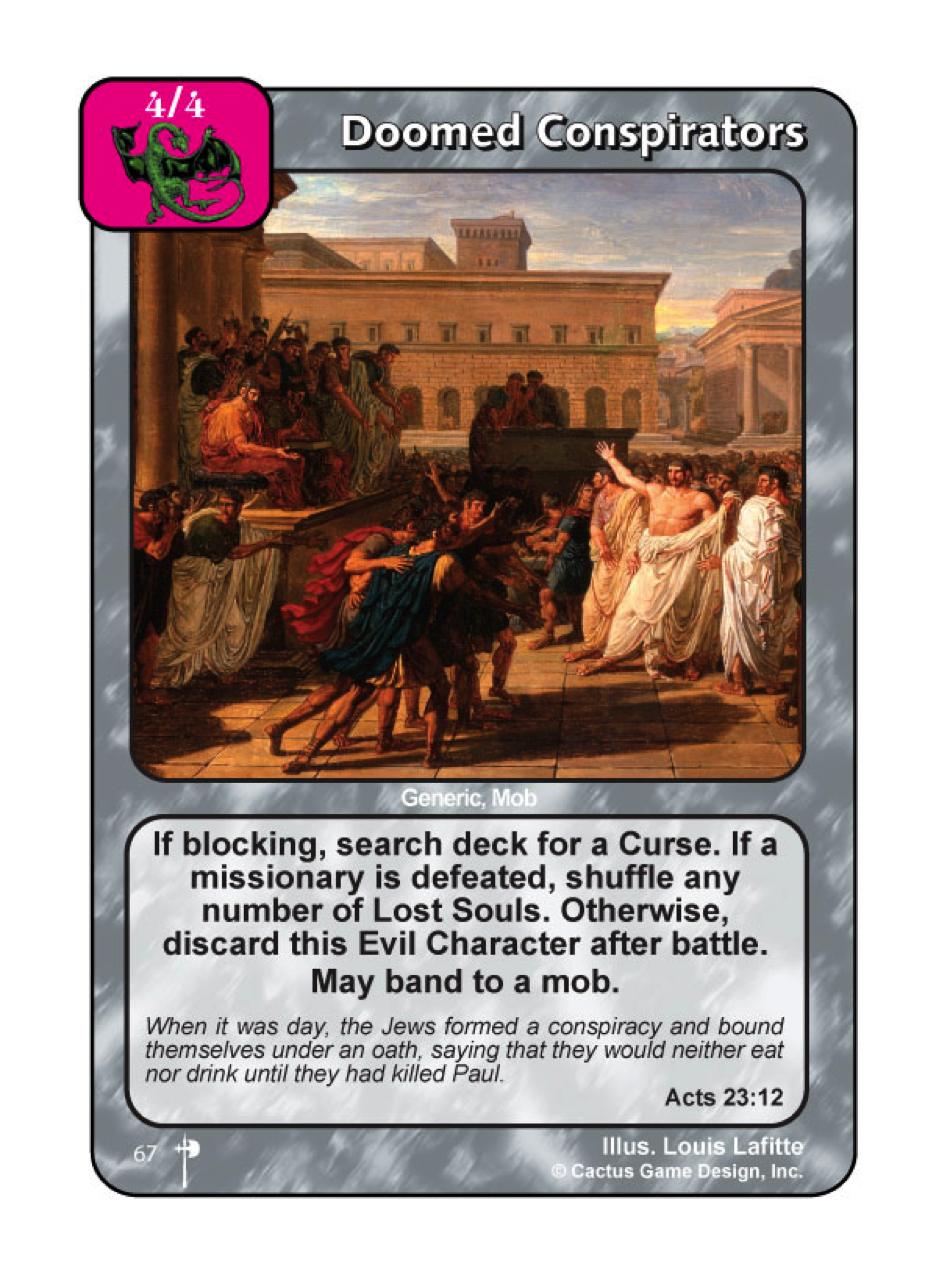 4/4
Doomed Conspirators
Generic, Mob
If blocking, search deck for a Curse. If a
missionary is defeated, shuffle any
number of Lost Souls. Otherwise,
discard this Evil Character after battle.
May band to a mob.
When it was day, the Jews formed a conspiracy and bound
themselves under an oath, saying that they would neither eat
nor drink until they had killed Paul.
Acts 23:12
67
Illus. Louis Lafitte
© Cactus Game Design, Inc.